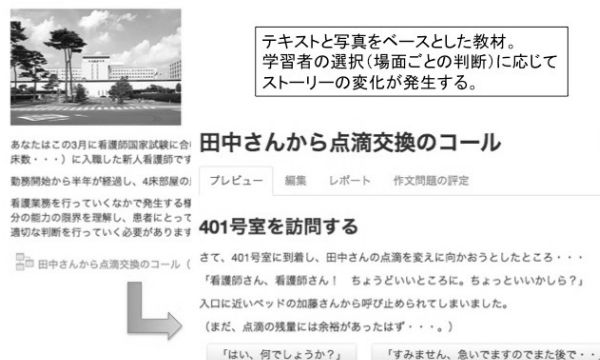 テキストと写真をベースとした教材。
学習者の選択（場面ごとの判断）に応じて
ストーリーの変化が発生する。
あなたはこの3月に看護師国家試験に合
床数・・・）に入職した新人看護師です
勤務開始から半年が経過し、4床部屋の
看護業務を行っていくなかで発生する様
分の能力の限界を理解し、患者にとって
適切な判断を行っていく必要があります
田中さんから点滴交換のコール（
田中さんから点滴交換のコール
プレビュー 編集 レポート 作文問題の評定
401号室を訪問する
さて、401号室に到着し、田中さんの点滴を変えに向かおうとしたところ・・・
「看護師さん、看護師さん！　ちょうどいいところに。ちょっといいかしら？」
入口に近いベッドの加藤さんから呼び止められてしまいました。
（まだ、点滴の残量には余裕があったはず・・・。）
「はい、何でしょうか？」 「すみません、急いでますのでまた後で・・